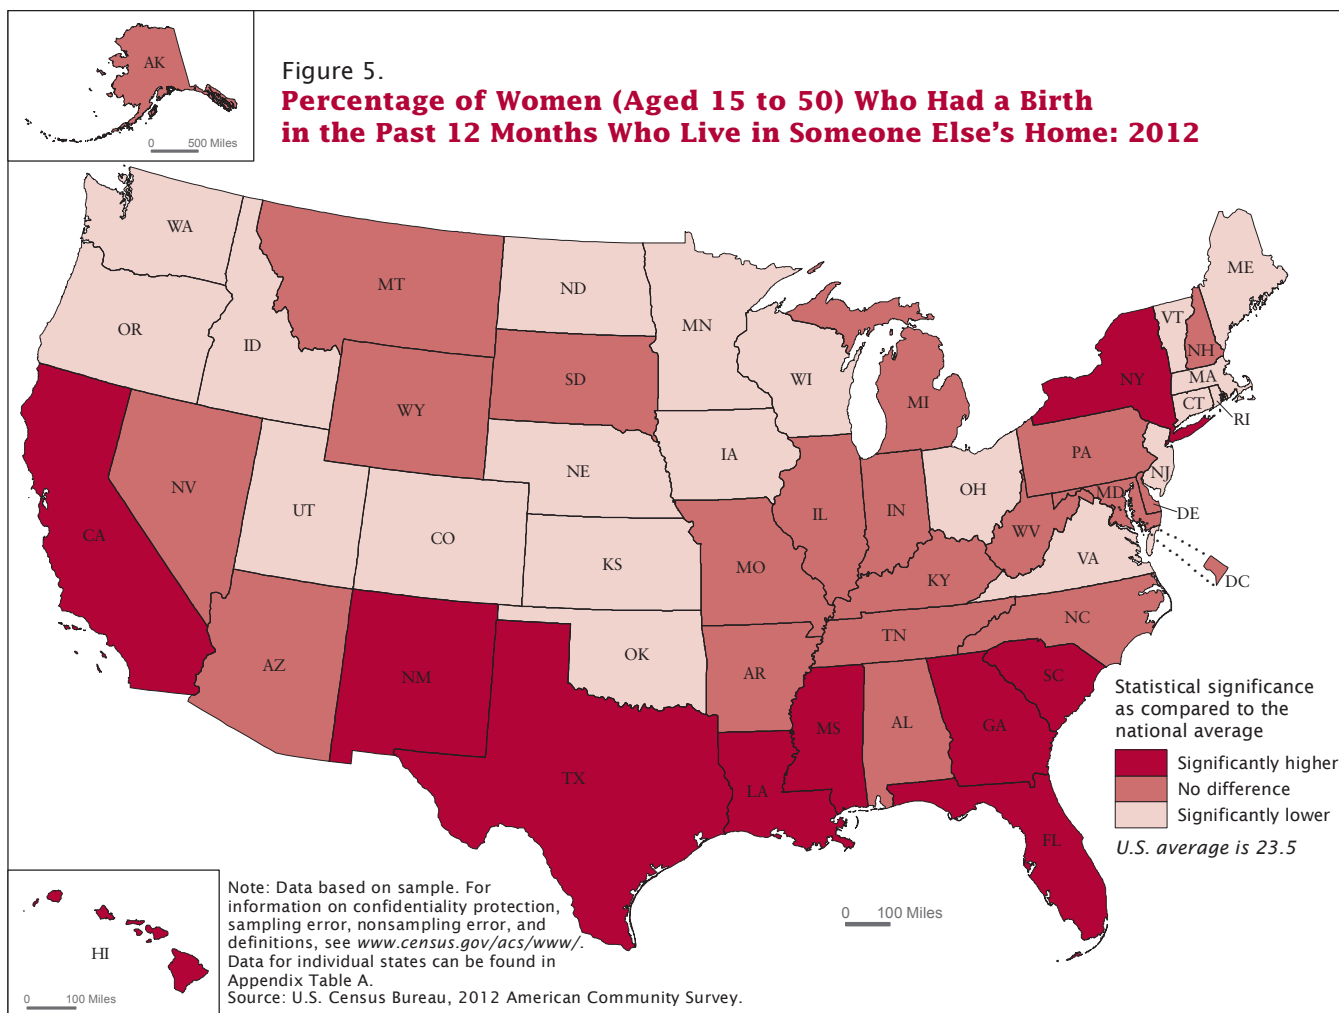 AK
0 500 Miles
Figure 5.
Percentage of Women (Aged 15 to 50) Who Had a Birth
in the Past 12 Months Who Live in Someone Else's Home: 2012
WA
OR
ID
MT
ND
MN
WI
MI
SD
WY
NE
IA
NV
UT
CO
KS
CA
AZ
NM
OK
TX
MO
AR
LA
IL
IN
OH
KY
TN
MS
AL
GA
FL
SC
NC
VA
WV
PA
NY
VT
NH
ME
MA
CT
RI
NJ
MD
DE
DC
Statistical significance
as compared to the
national average
Significantly higher
No difference
Significantly lower
U.S. average is 23.5
0 100 Miles
HI
0 100 Miles
Note: Data based on sample. For
information on confidentiality protection,
sampling error, nonsampling error, and
definitions, see www.census.gov/acs/www/.
Data for individual states can be found in
Appendix Table A.
Source: U.S. Census Bureau, 2012 American Community Survey.